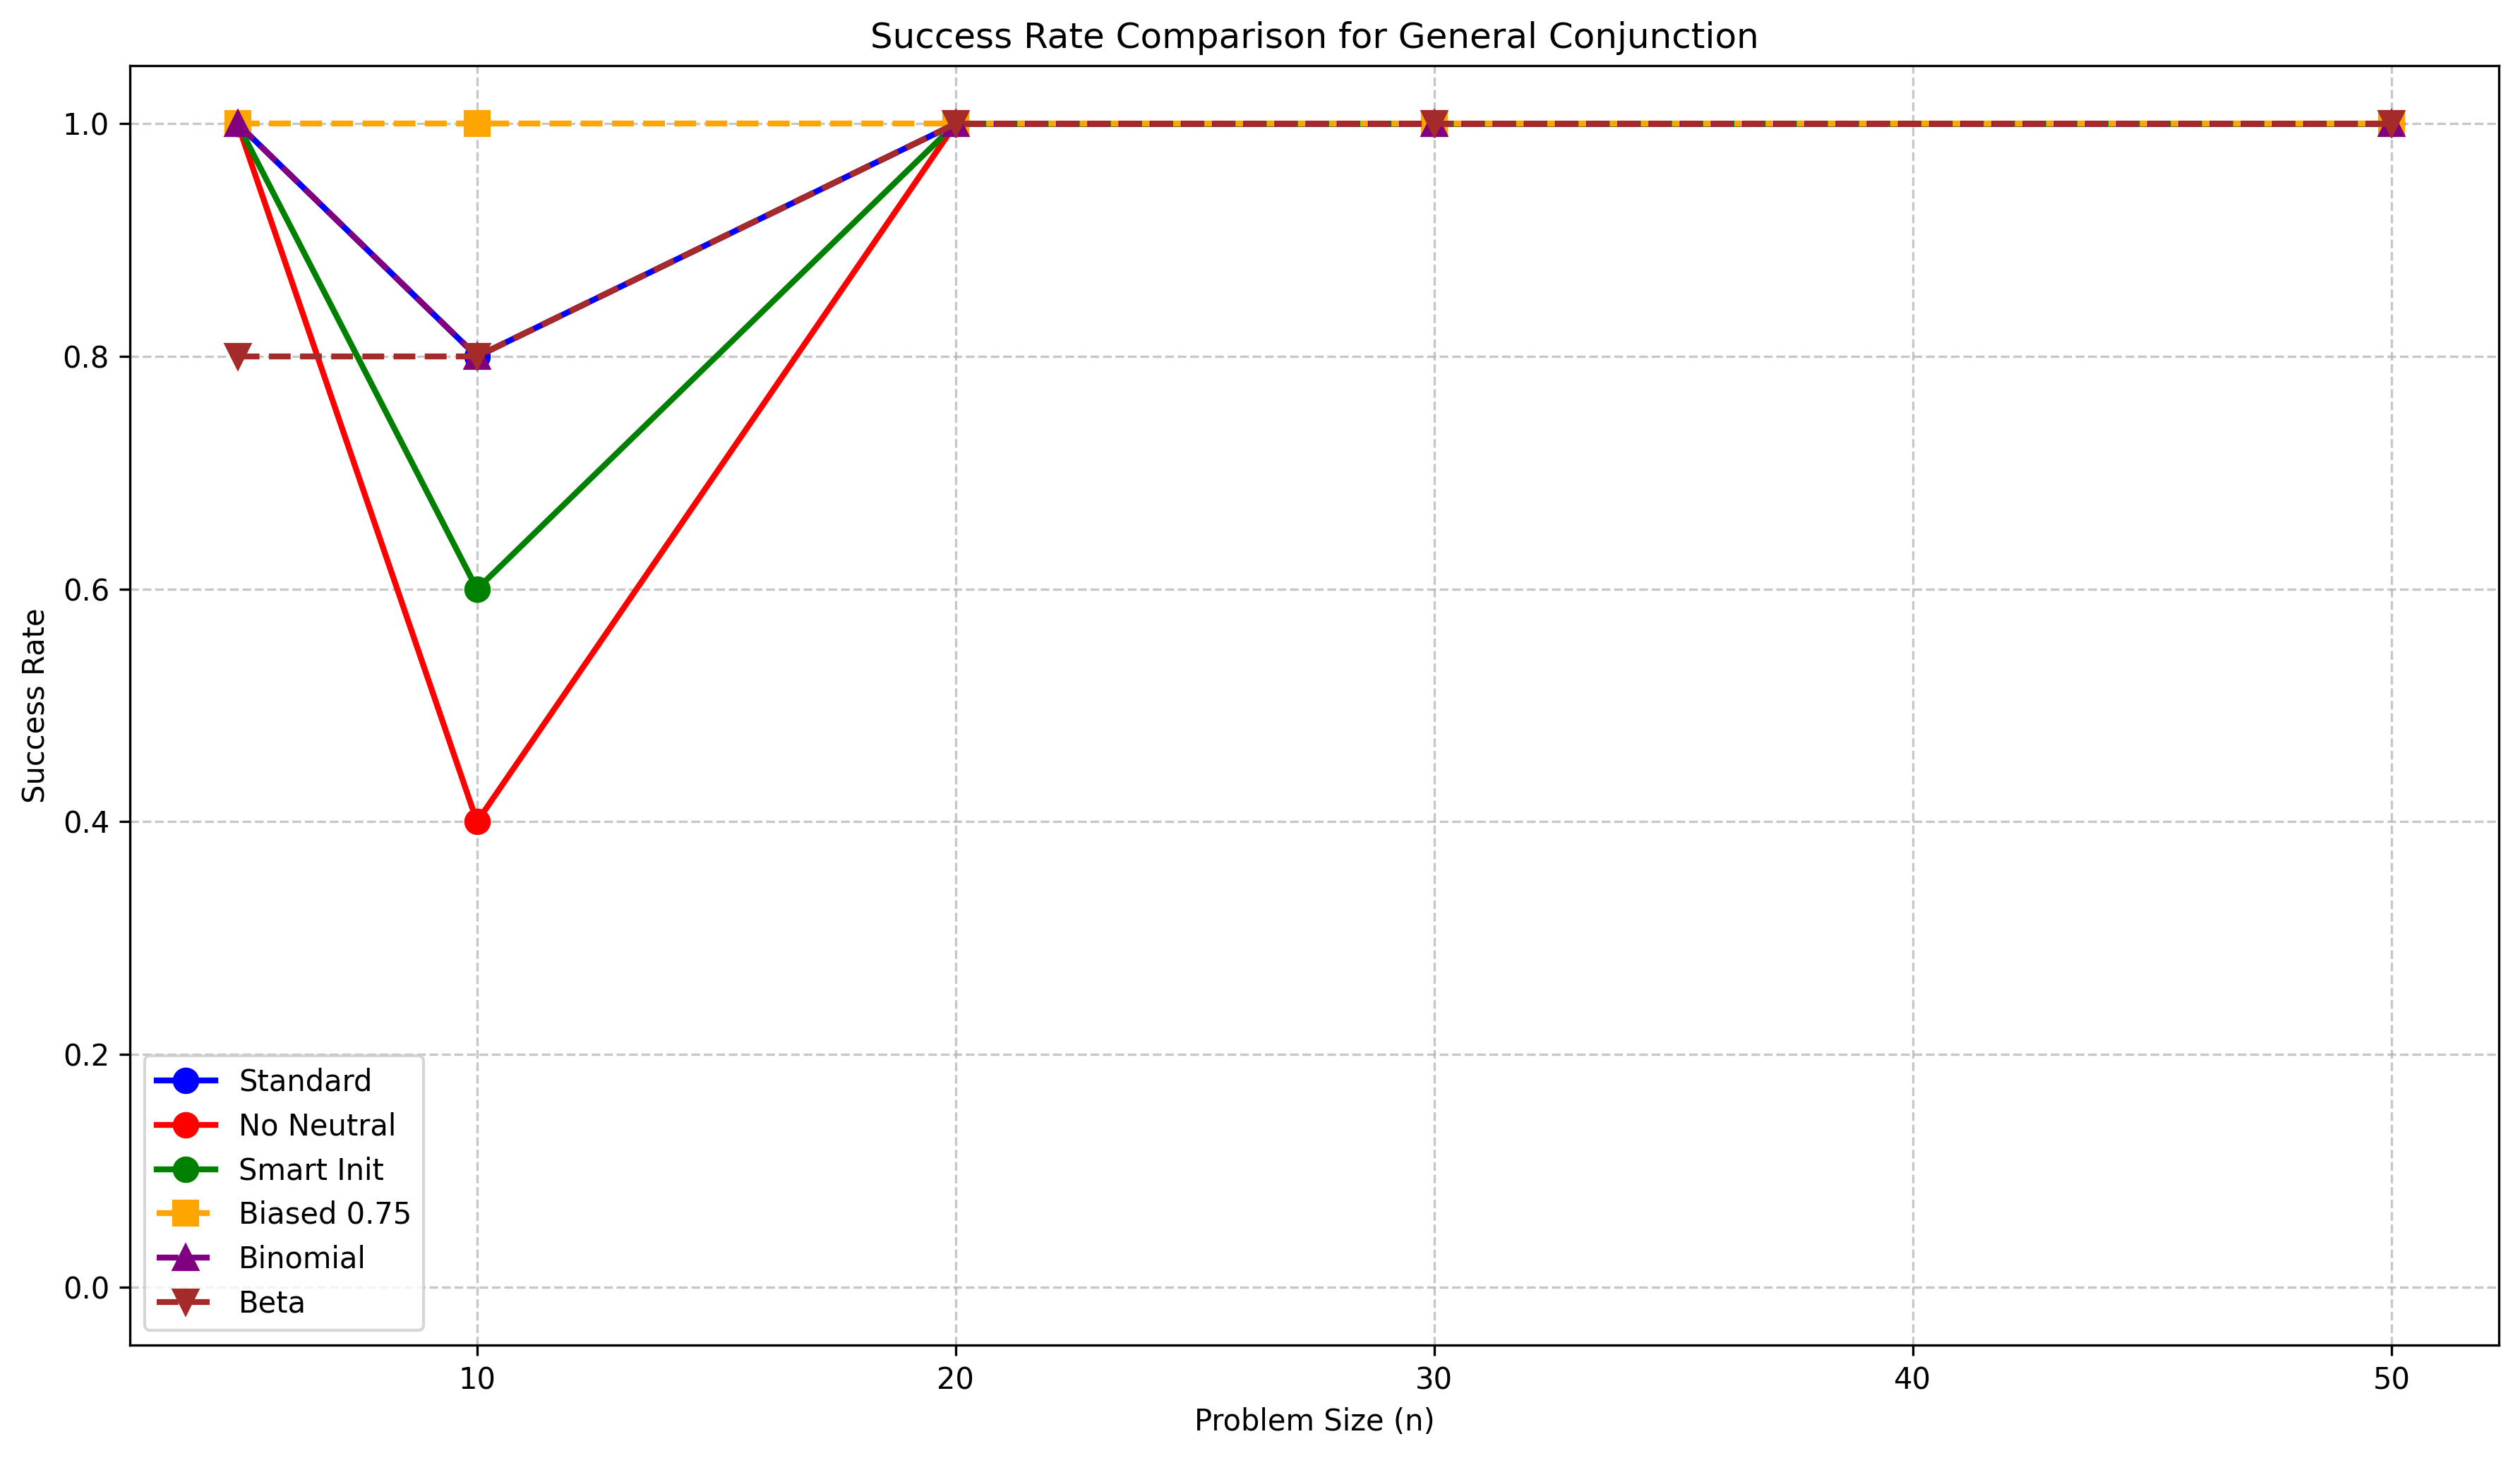 Success Rate Comparison for General Conjunction
1.0
0.8
0.6
0.4
0.2
0.0
Success Rate
Standard
No Neutral
Smart Init
Biased 0.75
Binomial
Beta
10 20 30 40 50
Problem Size (n)